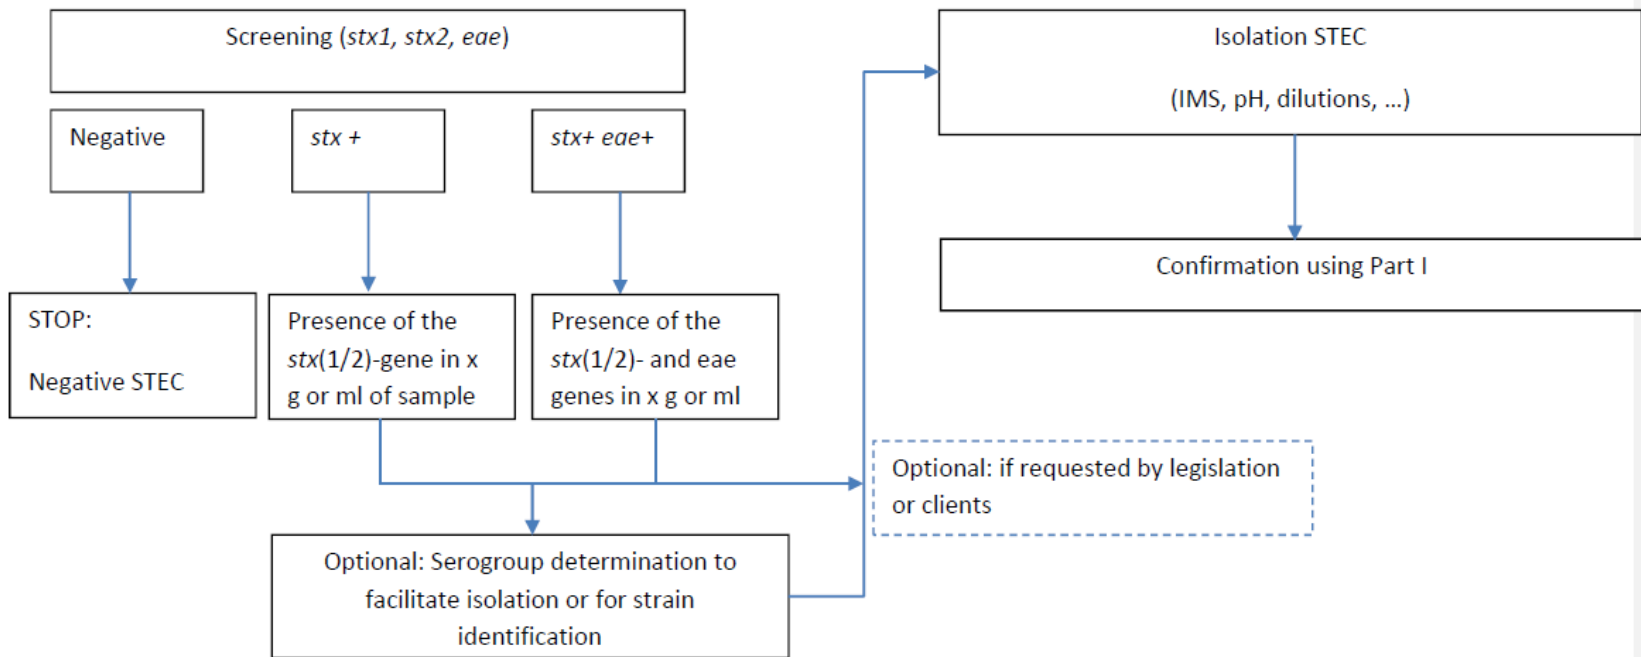 Screening (stx1, stx2, eae)
Negative
stx +
stx+ eae+
STOP:
Negative STEC
Presence of the
stx(1/2)-gene in x
g or ml of sample
Presence of the
stx(1/2)- and eae
genes in x g or ml
Optional: Serogroup determination to
facilitate isolation or for strain
identification
Optional: if requested by legislation
or clients
Isolation STEC
(IMS, pH, dilutions, ...)
Confirmation using Part I